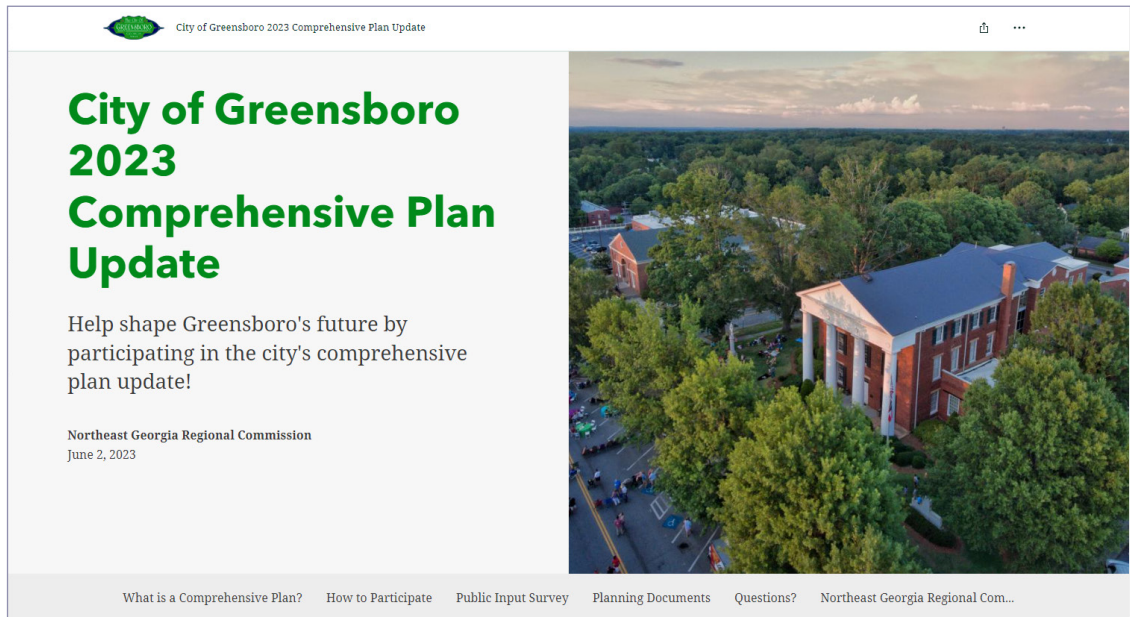 GREENSBORO
City of Greensboro 2023 Comprehensive Plan Update
City of Greensboro
2023
Comprehensive Plan
Update
Help shape Greensboro's future by
participating in the city's comprehensive
plan update!
Northeast Georgia Regional Commission
June 2, 2023
What is a Comprehensive Plan? How to Participate Public Input Survey Planning Documents Questions? Northeast Georgia Regional Com...